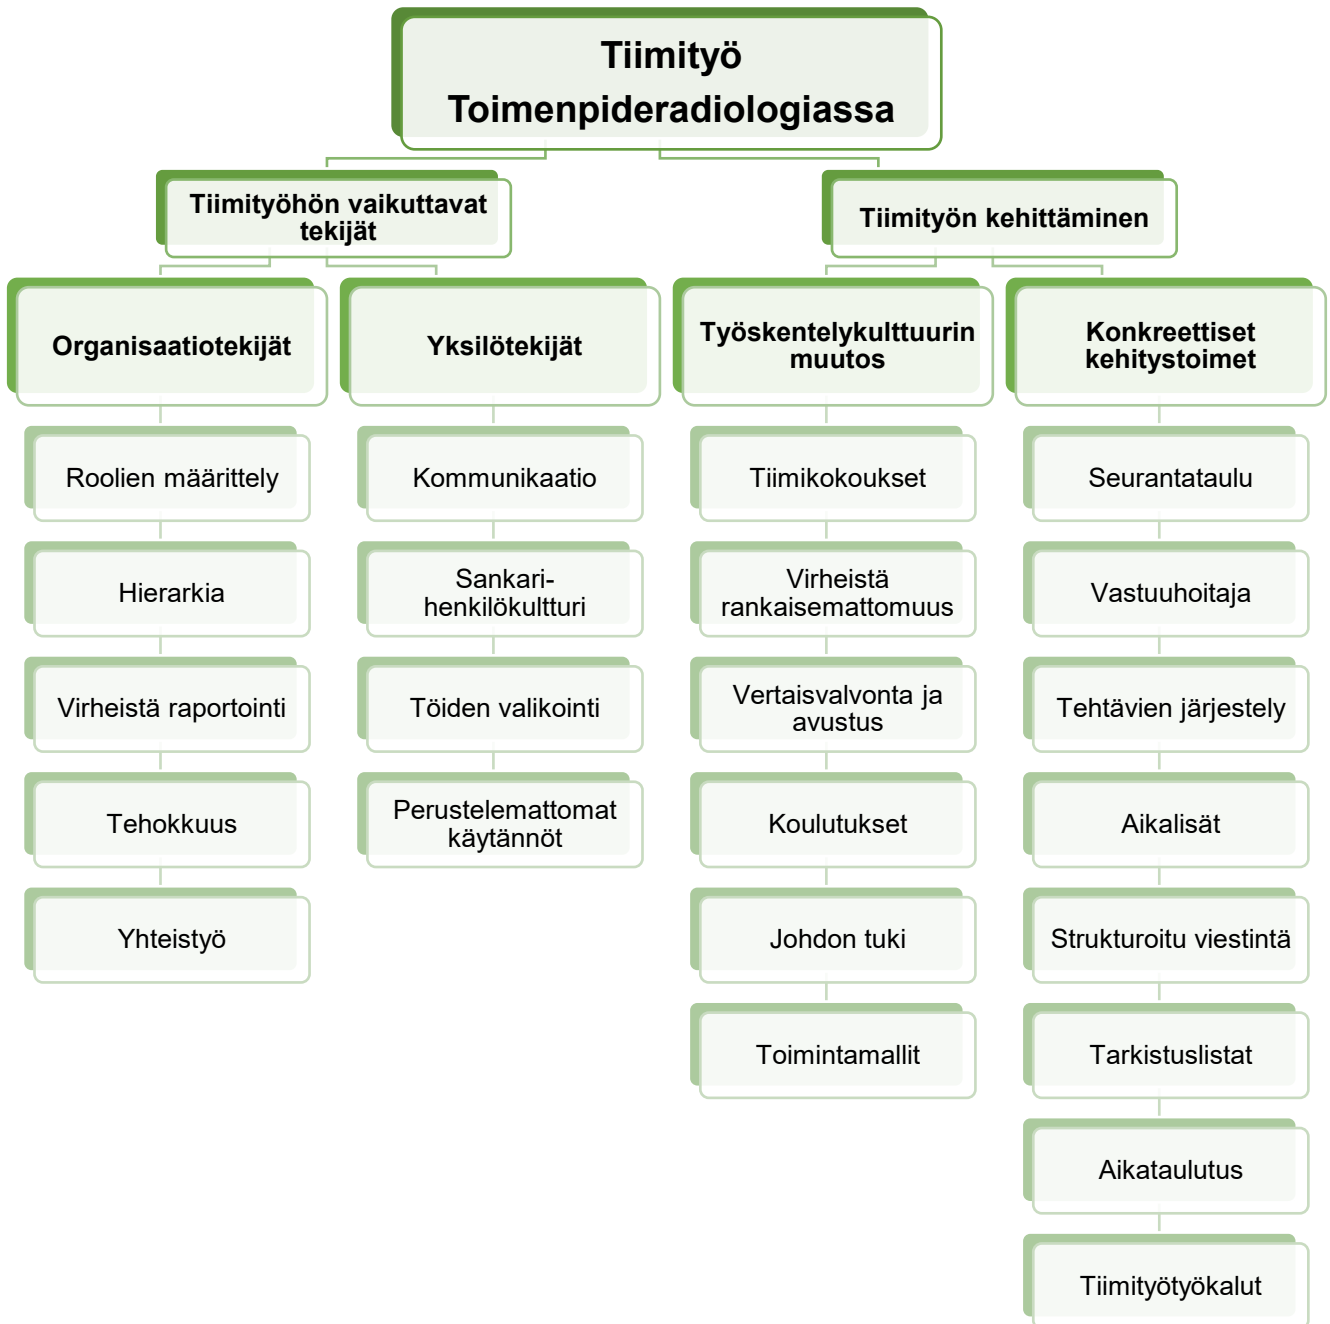 Tiimityö
Toimenpideradiologiassa
Tiimityöhön vaikuttavat
tekijät
Tiimityön kehittäminen
Organisaatiotekijät
Yksilötekijät
Työskentelykulttuurin
muutos
Konkreettiset
kehitystoimet
Roolien määrittely
Hierarkia
Virheistä raportointi
Tehokkuus
Yhteistyö
Kommunikaatio
Sankari-
henkilökultturi
Töiden valikointi
Perustelemattomat
käytännöt
Tiimikokoukset
Virheistä
rankaisemattomuus
Vertaisvalvonta ja
avustus
Koulutukset
Johdon tuki
Toimintamallit
Seurantataulu
Vastuuhoitaja
Tehtävien järjestely
Aikalisät
Strukturoitu viestintä
Tarkistuslistat
Aikataulutus
Tiimityötyökalut